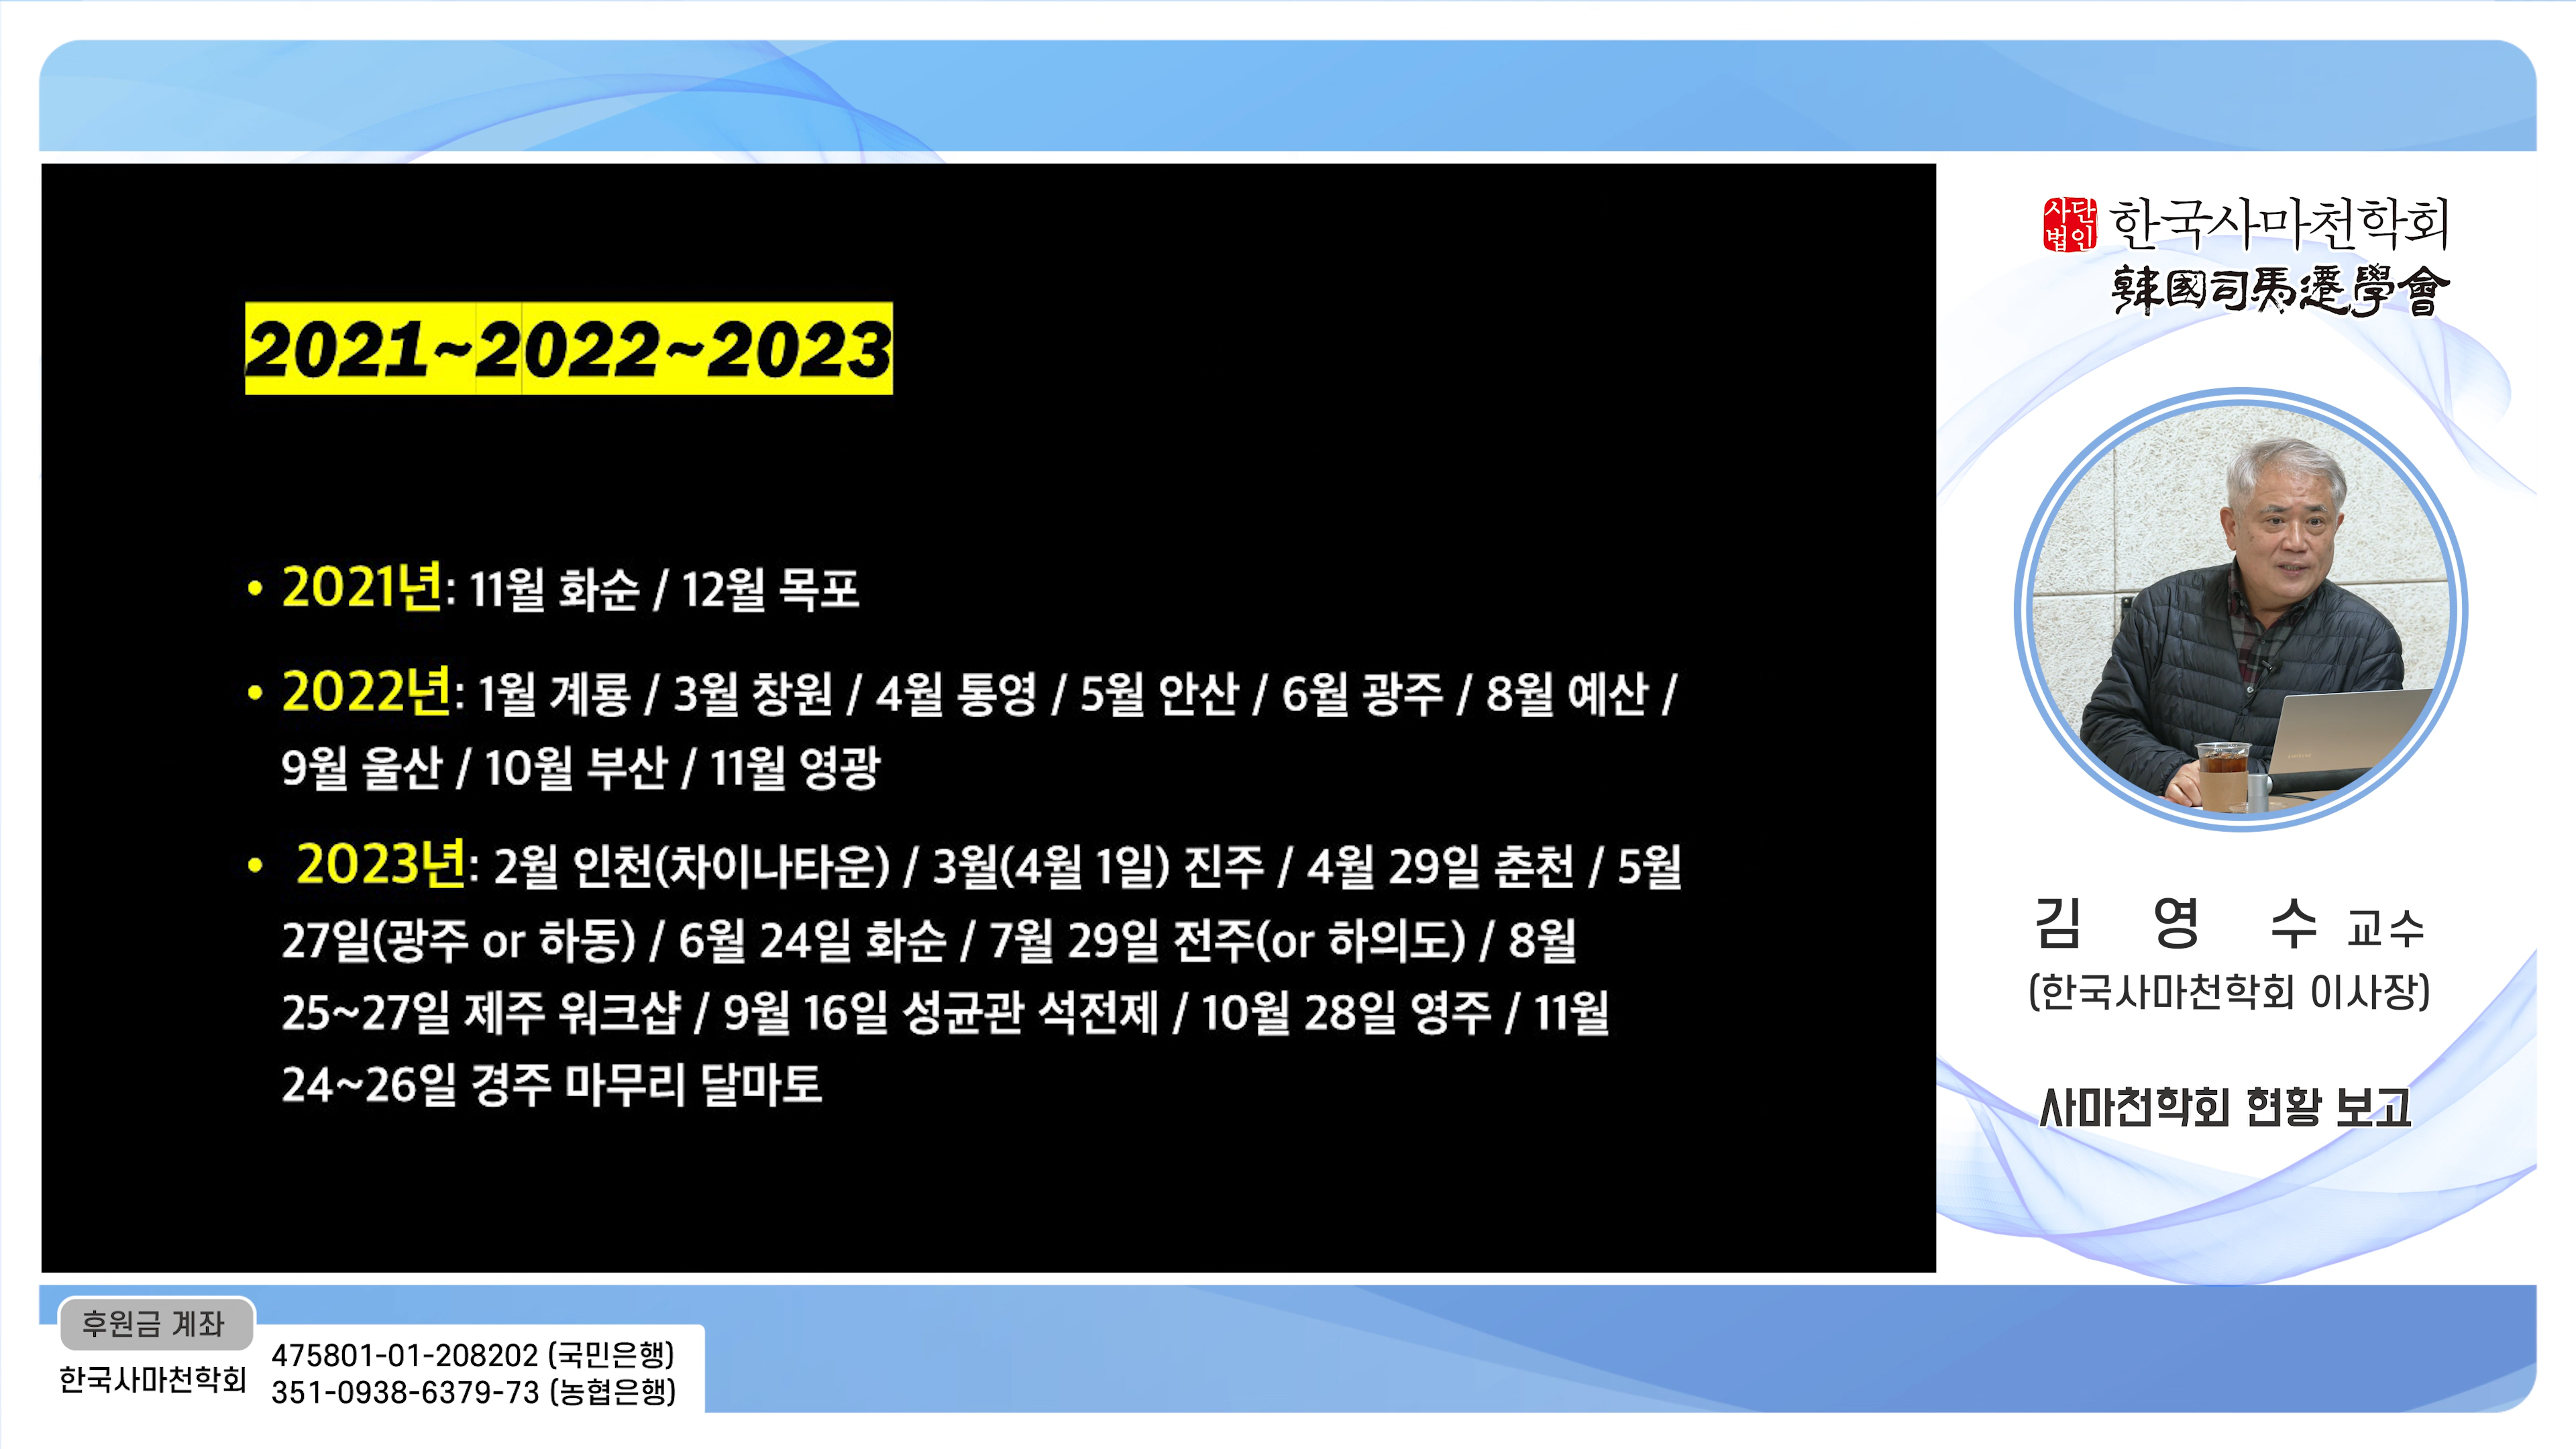 2021~2022~2023
• 2021년: 11월 화순 / 12월 목포
• 2022년: 1월 계룡 / 3월 창원 / 4월 통영 / 5월 안산 / 6월 광주 / 8월 예산 /
9월 울산 / 10월 부산 / 11월 영광
• 2023년: 2월 인천(차이나타운) / 3월(4월 1일) 진주 / 4월 29일 춘천 / 5월
27일(광주 or 하동) / 6월 24일 화순 / 7월 29일 전주(or 하의도) / 8월
25~27일 제주 워크샵 / 9월 16일 성균관 석전제 / 10월 28일 영주 / 11월
24~26일 경주 마무리 달마토
사단
법인
한국사마천학회
韓國司馬遷學會
김 영 수 교수
(한국사마천학회 이사장)
사마천학회 현황 보고
후원금 계좌
한국사마천학회
475801-01-208202 (국민은행)
351-0938-6379-73 (농협은행)